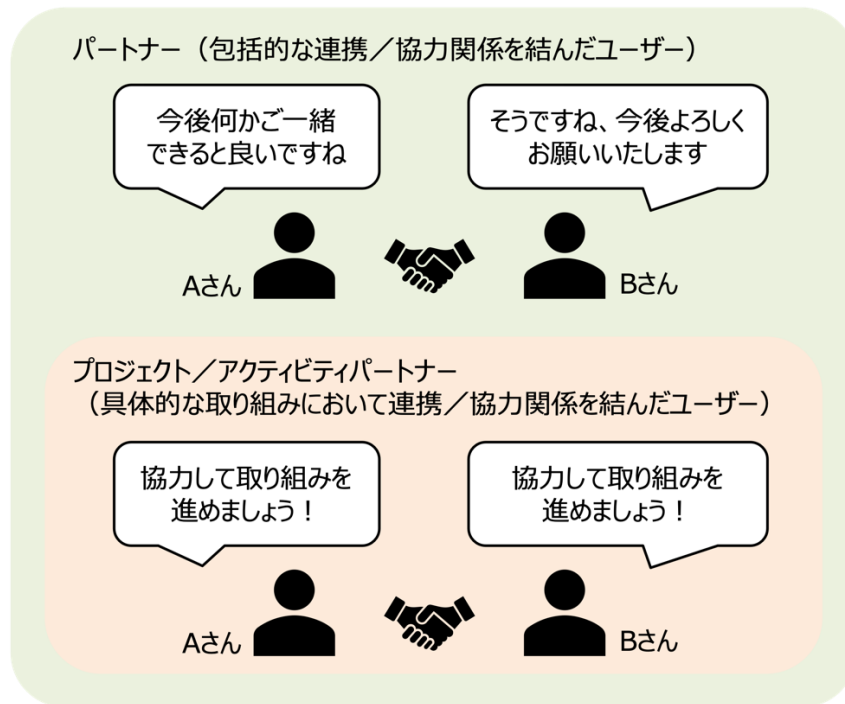 パートナー（包括的な連携／協力関係を結んだユーザー）
今後何かご一緒
できると良いですね
そうですね、今後よろしく
お願いいたします
Aさん
Bさん
プロジェクト／アクティビティパートナー
（具体的な取り組みにおいて連携／協力関係を結んだユーザー）
協力して取り組みを
進めましょう！
協力して取り組みを
進めましょう！
Aさん
Bさん